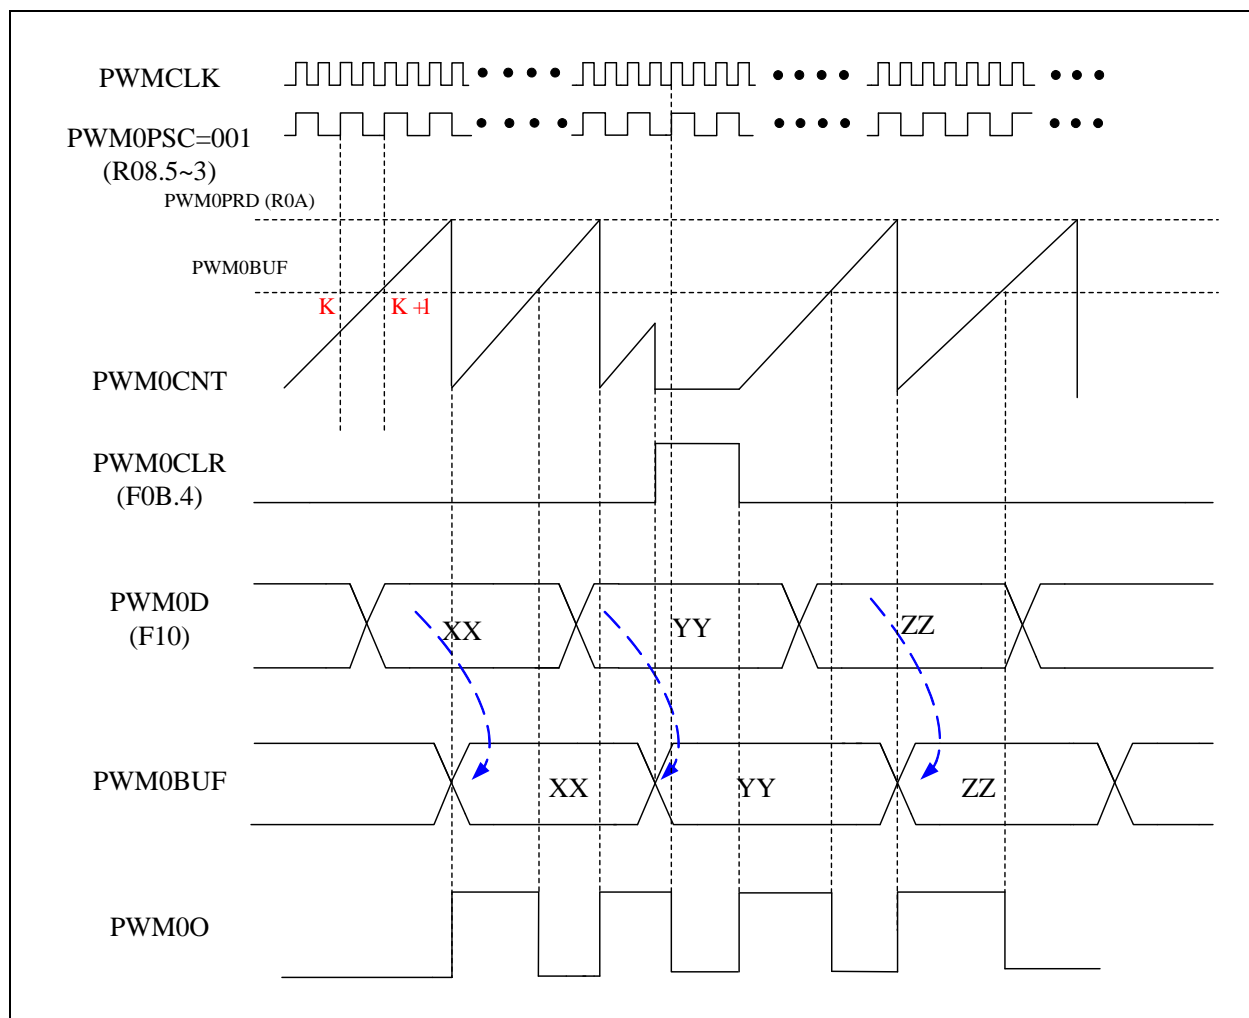 PWMCLK
PWM0PSC=001
(R08.5~3)
PWM0PRD (R0A)
PWM0BUF
K
K+1
PWM0CNT
PWM0CLR
(F0B.4)
PWM0D
(F10)
XX
YY
ZZ
PWM0BUF
XX
YY
ZZ
PWM0O